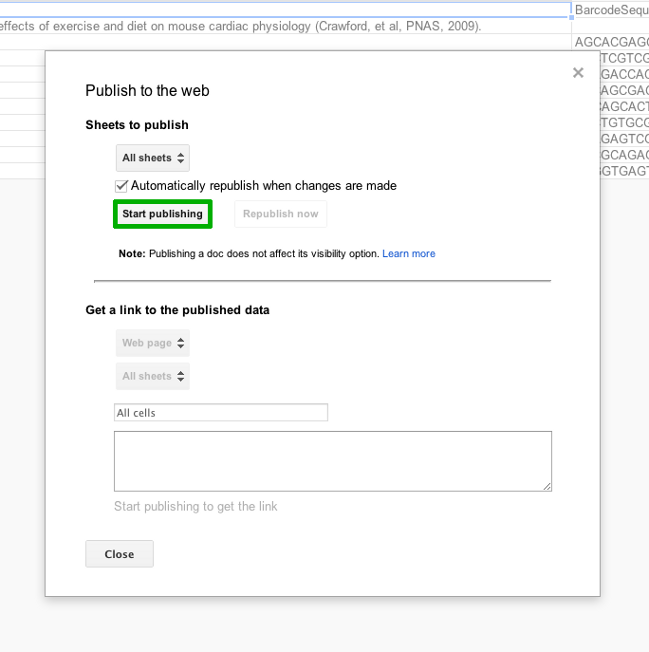 BarcodeSequ
effects of exercise and diet on mouse cardiac physiology (Crawford, et al, PNAS, 2009).
AGCACGAG
TCGTCG
Publish to the web
GACCAG
AGCGAC
CAGCACT
Sheets to publish
TGTGCG
GAGTCC
All sheets
GCAGAG
GTGAGT
Automatically republish when changes are made
Start publishing Republish now
Note: Publishing a doc does not affect its visibility option. Learn more
Get a link to the published data
Web page
All sheets
All cells
Start publishing to get the link
Close